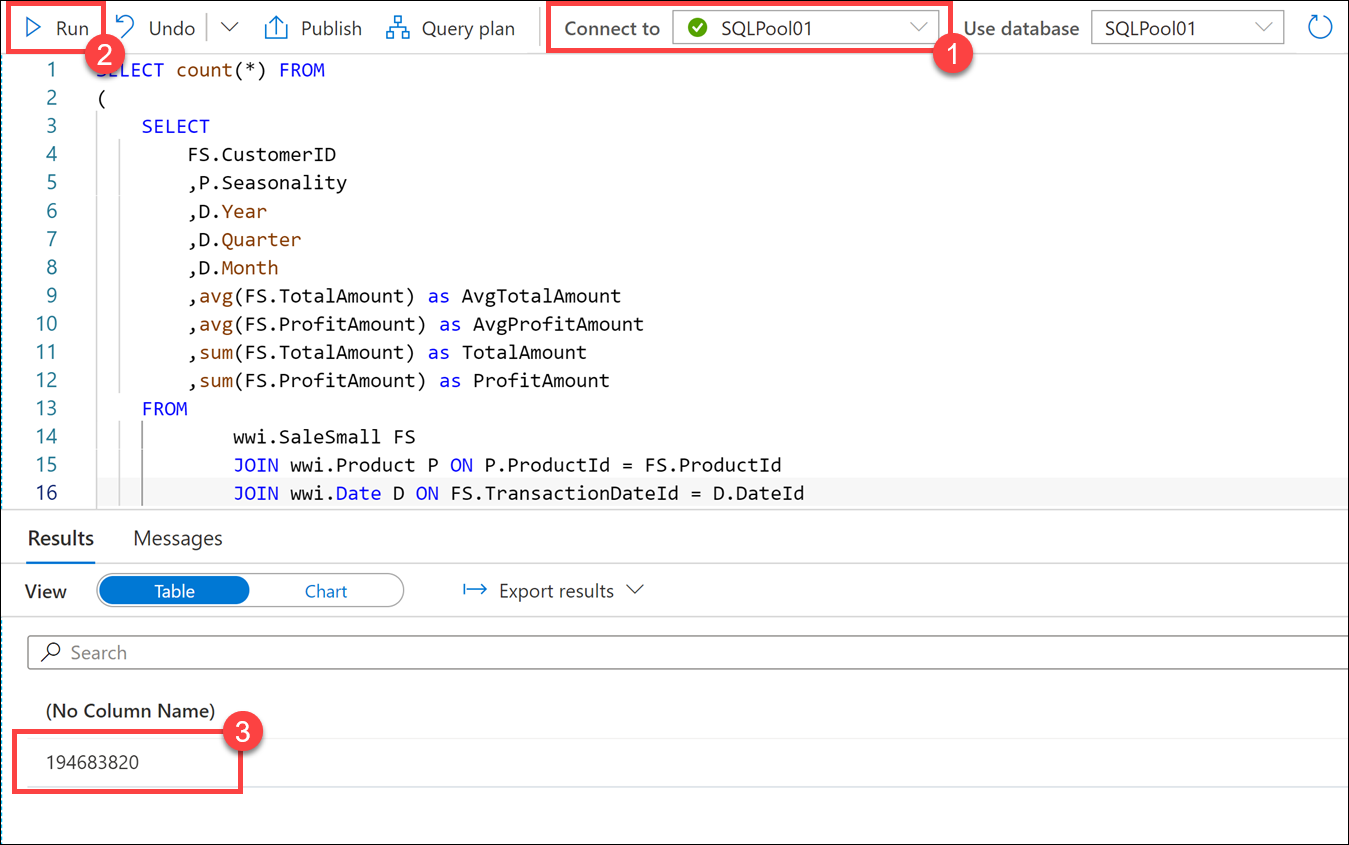 Run Undo Publish Query plan Connect to SQLPool01 Use database SQLPool01
2 1
1 SELECT count(*) FROM
2 (
3 SELECT
4 FS.CustomerID
5 ,P.Seasonality
6 ,D.Year
7 ,D.Quarter
8 ,D.Month
9 ,avg(FS.TotalAmount) as AvgTotalAmount
10 ,avg(FS.ProfitAmount) as AvgProfitAmount
11 ,sum(FS.TotalAmount) as TotalAmount
12 ,sum(FS.ProfitAmount) as ProfitAmount
13 FROM
14 wwi.SaleSmall FS
15 JOIN wwi.Product P ON P.ProductId = FS.ProductId
16 JOIN wwi.Date D ON FS.TransactionDateId = D.DateId
Results Messages
View Table Chart Export results
Search
(No Column Name)
3
194683820